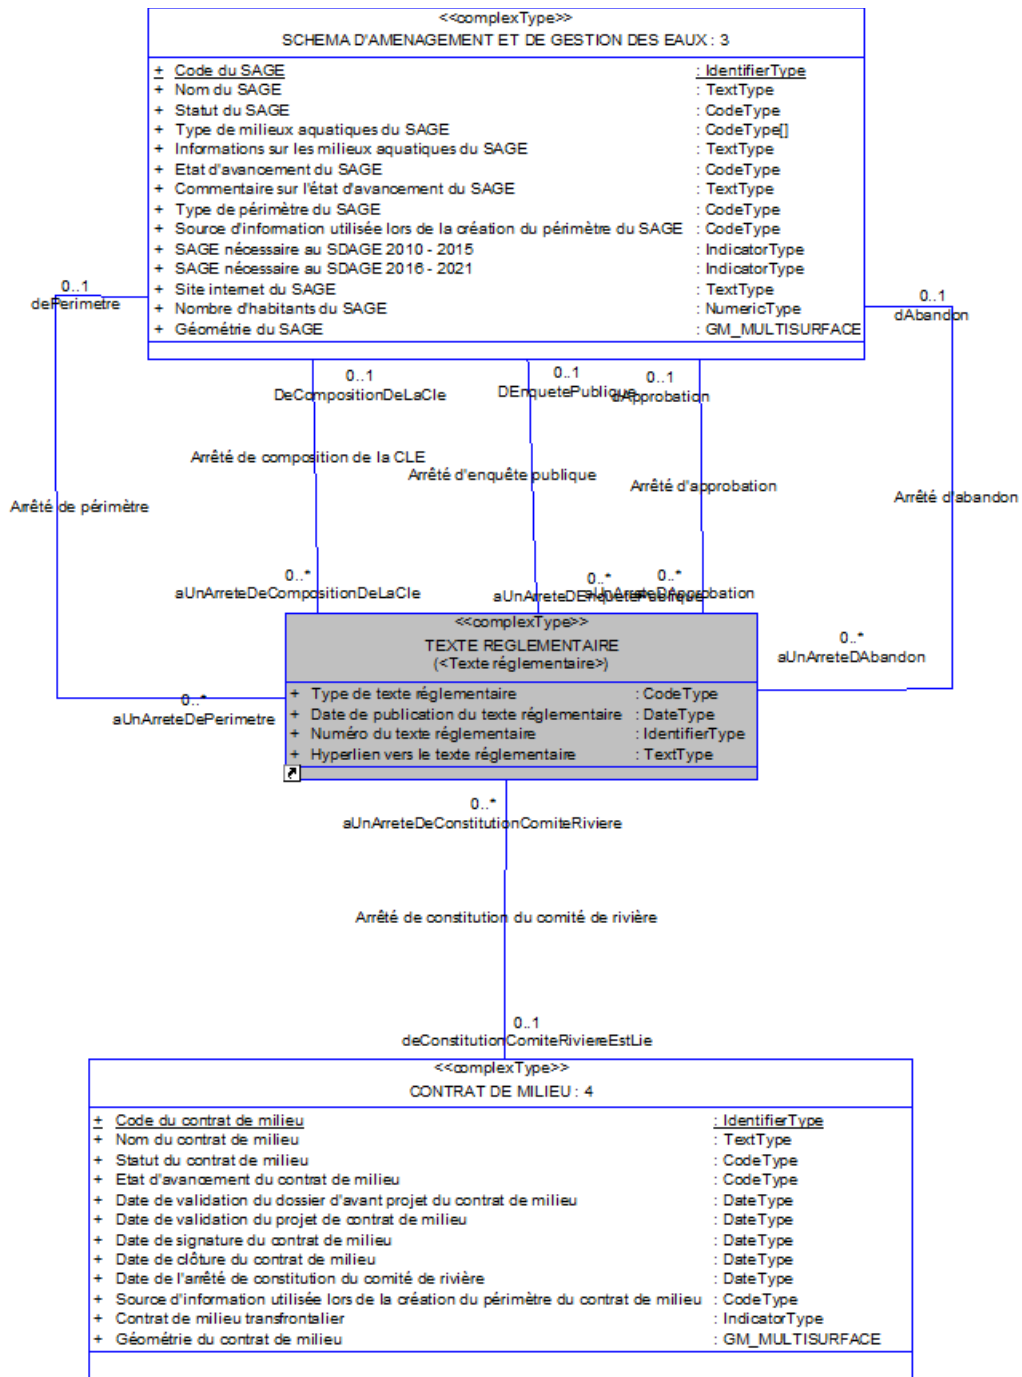 <<complexType>>
SCHEMA D'AMENAGEMENT ET DE GESTION DES EAUX : 3
+ Code du SAGE : IdentifierType
+ Nom du SAGE : TextType
+ Statut du SAGE : CodeType
+ Type de milieux aquatiques du SAGE : CodeType[]
+ Informations sur les milieux aquatiques du SAGE : TextType
+ Etat d'avancement du SAGE : CodeType
+ Commentaire sur l'état d'avancement du SAGE : TextType
+ Type de périmètre du SAGE : CodeType
+ Source d'information utilisée lors de la création du périmètre du SAGE : CodeType
+ SAGE nécessaire au SDAGE 2010 - 2015 : IndicatorType
+ SAGE nécessaire au SDAGE 2016 - 2021 : IndicatorType
+ Site internet du SAGE : TextType
+ Nombre d'habitants du SAGE : NumericType
+ Géométrie du SAGE : GM_MULTISURFACE
0..1
dePerimetre
0..1
dAbandon
0..1
DeCompositionDeLaCle
0..1
DEnquetePublique
0..1
dApprobation
Arrêté de composition de la CLE
Arrêté d'enquête publique
Arrêté d'approbation
Arrêté d'abandon
Arrêté de périmètre
0..*
aUnArreteDeCompositionDeLaCle
0..*
aUnArreteDEnquetePublique
0..*
aUnArreteDApprobation
0..*
aUnArreteDAbandon
0..*
aUnArreteDePerimetre
<<complexType>>
TEXTE REGLEMENTAIRE
(<Texte réglementaire>)
+ Type de texte réglementaire : CodeType
+ Date de publication du texte réglementaire : DateType
+ Numéro du texte réglementaire : IdentifierType
+ Hyperlien vers le texte réglementaire : TextType
0..*
aUnArreteDeConstitutionComiteRiviere
Arrêté de constitution du comité de rivière
0..1
deConstitutionComiteRiviereEstLie
<<complexType>>
CONTRAT DE MILIEU : 4
+ Code du contrat de milieu : IdentifierType
+ Nom du contrat de milieu : TextType
+ Statut du contrat de milieu : CodeType
+ Etat d'avancement du contrat de milieu : CodeType
+ Date de validation du dossier d'avant projet du contrat de milieu : DateType
+ Date de validation du projet de contrat de milieu : DateType
+ Date de signature du contrat de milieu : DateType
+ Date de clôture du contrat de milieu : DateType
+ Date de l'arrêté de constitution du comité de rivière : DateType
+ Source d'information utilisée lors de la création du périmètre du contrat de milieu : CodeType
+ Contrat de milieu transfrontalier : IndicatorType
+ Géométrie du contrat de milieu : GM_MULTISURFACE